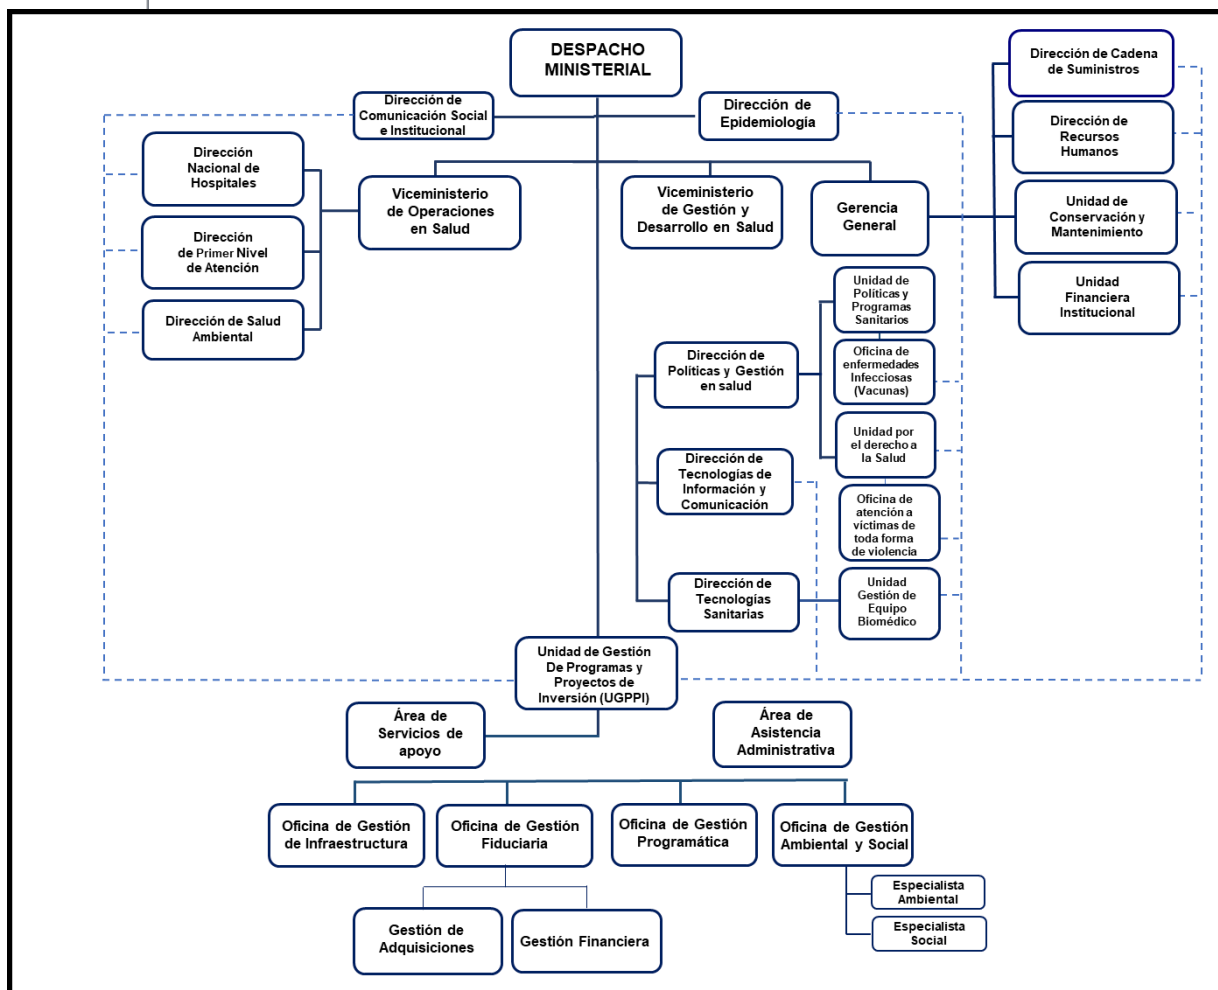 DESPACHO
MINISTERIAL
Dirección de
Comunicación Social
e Institucional
Dirección de
Epidemiología
Dirección de Cadena
de Suministros
Dirección de
Recursos
Humanos
Unidad de
Conservación y
Mantenimiento
Unidad
Financiera
Institucional
Dirección
Nacional de
Hospitales
Dirección
de Primer Nivel
de Atención
Dirección de Salud
Ambiental
Viceministerio
de Operaciones
en Salud
Viceministerio
de Gestión y
Desarrollo en Salud
Gerencia
General
Unidad de
Políticas y
Programas
Sanitarios
Dirección de
Políticas y Gestión
en salud
Oficina de
enfermedades
Infecciosas
(Vacunas)
Unidad por
el derecho a
la Salud
Dirección de
Tecnologías de
Información y
Comunicación
Oficina de
atención a
víctimas de
toda forma
de violencia
Dirección de
Tecnologías
Sanitarias
Unidad
Gestión de
Equipo
Biomédico
Unidad de Gestión
De Programas y
Proyectos de
Inversión (UGPPI)
Área de
Servicios de
apoyo
Área de
Asistencia
Administrativa
Oficina de Gestión
de Infraestructura
Oficina de Gestión
Fiduciaria
Oficina de Gestión
Programática
Oficina de Gestión
Ambiental y Social
Especialista
Ambiental
Especialista
Social
Gestión de
Adquisiciones
Gestión Financiera